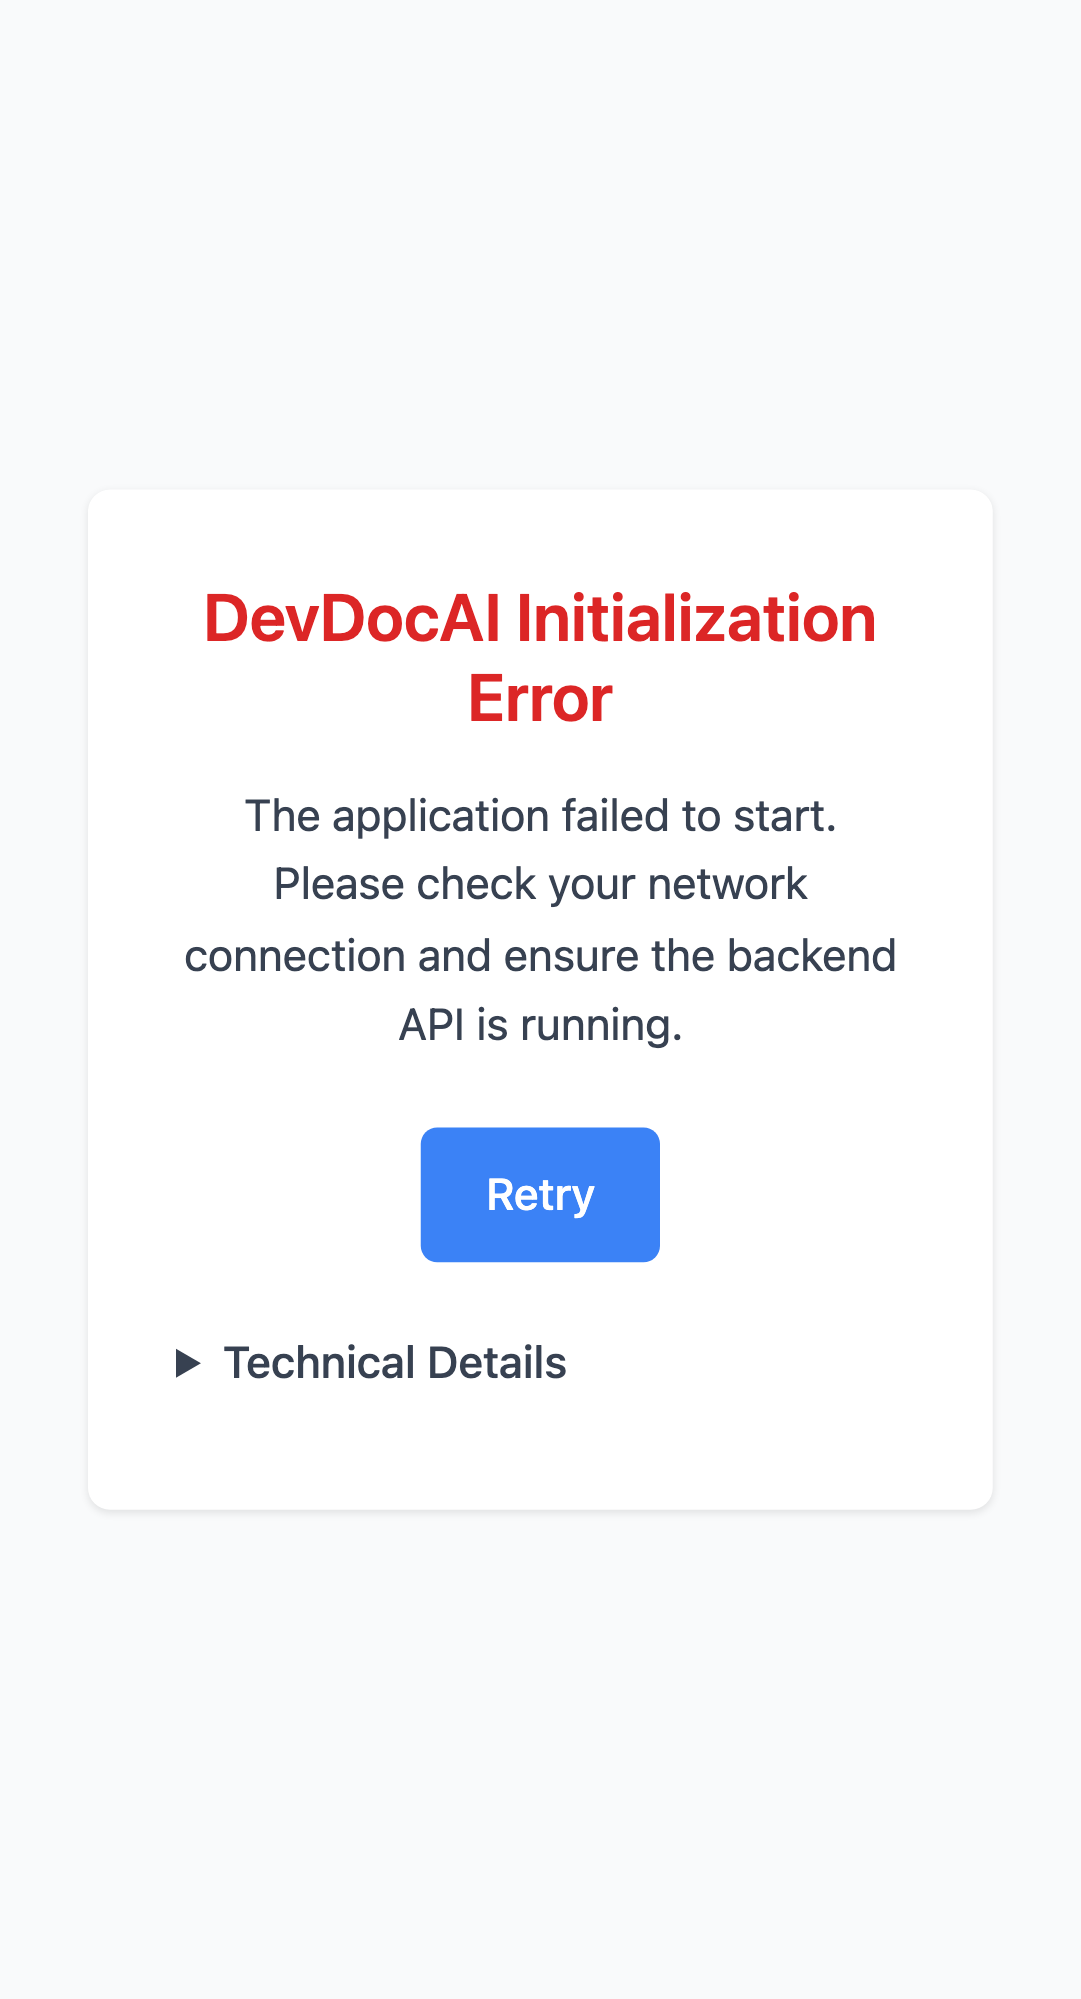 DevDocAI Initialization
Error
The application failed to start.
Please check your network
connection and ensure the backend
API is running.
Retry
Technical Details